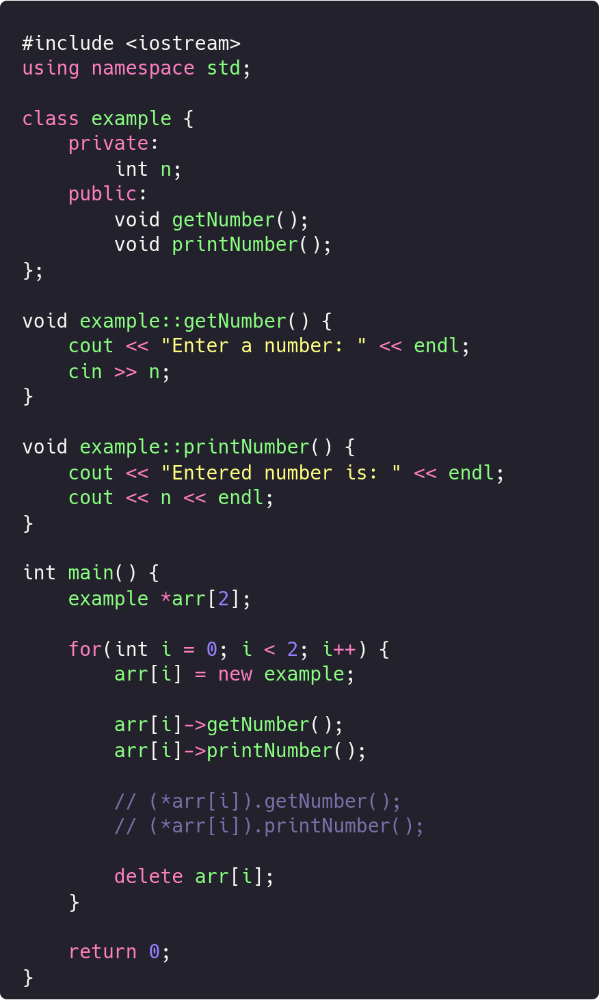 #include <iostream>
using namespace std;

class example {
    private:
        int n;
    public:
        void getNumber();
        void printNumber();
};

void example::getNumber() {
    cout << "Enter a number: " << endl;
    cin >> n;
}

void example::printNumber() {
    cout << "Entered number is: " << endl;
    cout << n << endl;
}

int main() {
    example *arr[2];

    for(int i = 0; i < 2; i++) {
        arr[i] = new example;

        arr[i]->getNumber();
        arr[i]->printNumber();

        // (*arr[i]).getNumber();
        // (*arr[i]).printNumber();

        delete arr[i];
    }

    return 0;
}